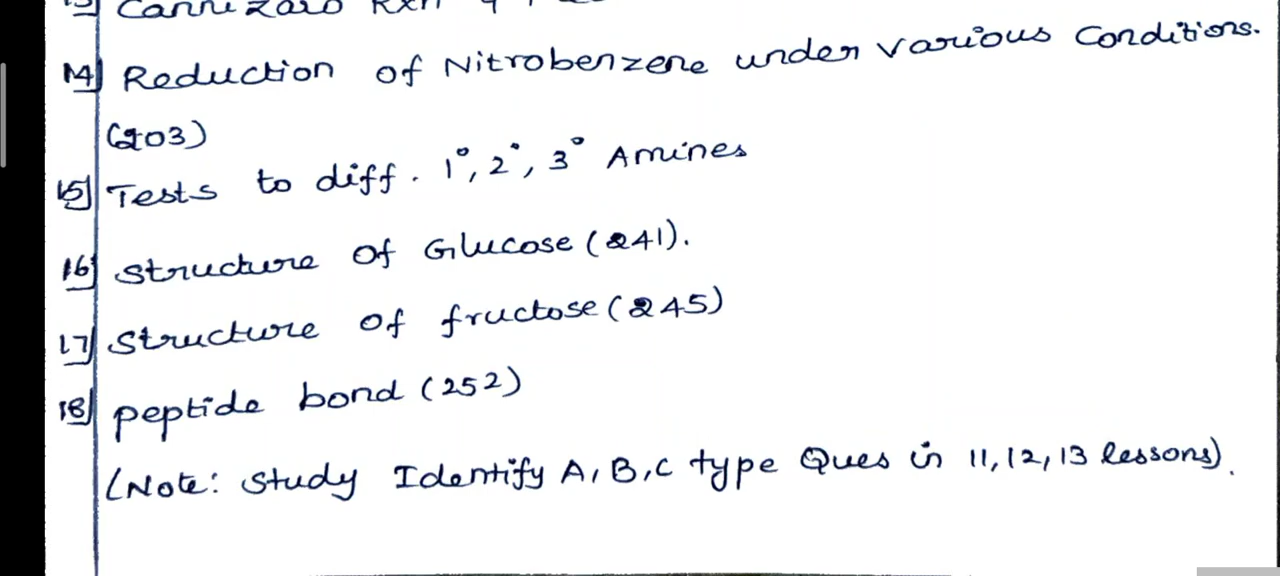 14] Reduction of Nitrobenzene under various Conditions.
(203)
15] Tests to diff. 1°, 2°, 3° Amines
16] Structure of Glucose (241).
17] Structure of fructose (245)
18] peptide bond (252)
(Note: Study Identify A, B, C type Ques in 11, 12, 13 lessons).